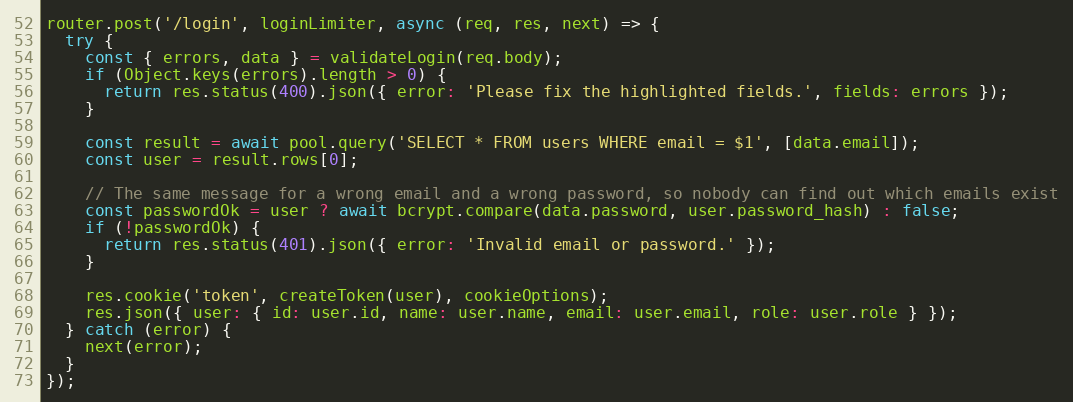 52 router.post('/login', loginLimiter, async (req, res, next) => {
53   try {
54     const { errors, data } = validateLogin(req.body);
55     if (Object.keys(errors).length > 0) {
56       return res.status(400).json({ error: 'Please fix the highlighted fields.', fields: errors });
57     }
58
59     const result = await pool.query('SELECT * FROM users WHERE email = $1', [data.email]);
60     const user = result.rows[0];
61
62     // The same message for a wrong email and a wrong password, so nobody can find out which emails exist
63     const passwordOk = user ? await bcrypt.compare(data.password, user.password_hash) : false;
64     if (!passwordOk) {
65       return res.status(401).json({ error: 'Invalid email or password.' });
66     }
67
68     res.cookie('token', createToken(user), cookieOptions);
69     res.json({ user: { id: user.id, name: user.name, email: user.email, role: user.role } });
70   } catch (error) {
71     next(error);
72   }
73 });